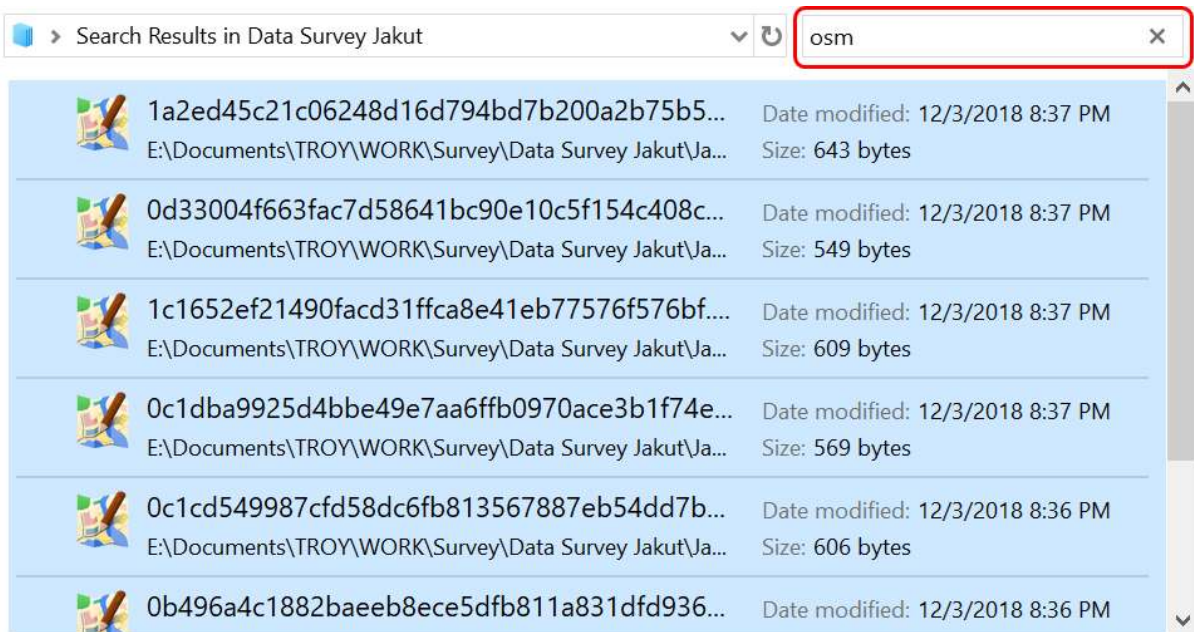 > Search Results in Data Survey Jakut
osm
1a2ed45c21c06248d16d794bd7b200a2b75b5... Date modified: 12/3/2018 8:37 PM
E:\Documents\TROY\WORK\Survey\Data Survey Jakut\Ja... Size: 643 bytes
0d33004f663fac7d58641bc90e10c5f154c408c... Date modified: 12/3/2018 8:37 PM
E:\Documents\TROY\WORK\Survey\Data Survey Jakut\Ja... Size: 549 bytes
1c1652ef21490facd31ffca8e41eb77576f576bf.... Date modified: 12/3/2018 8:37 PM
E:\Documents\TROY\WORK\Survey\Data Survey Jakut\Ja... Size: 609 bytes
0c1dba9925d4bbe49e7aa6ffb0970ace3b1f74e... Date modified: 12/3/2018 8:37 PM
E:\Documents\TROY\WORK\Survey\Data Survey Jakut\Ja... Size: 569 bytes
0c1cd549987cfd58dc6fb813567887eb54dd7b... Date modified: 12/3/2018 8:36 PM
E:\Documents\TROY\WORK\Survey\Data Survey Jakut\Ja... Size: 606 bytes
0b496a4c1882baeeb8ece5dfb811a831dfd936... Date modified: 12/3/2018 8:36 PM